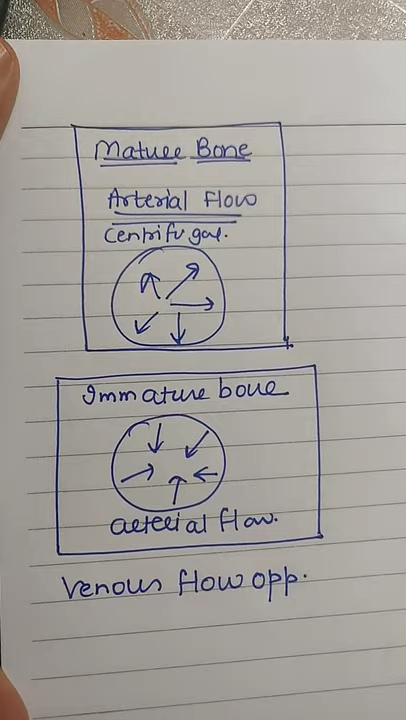 Mature Bone
Arterial Flow
Centrifugal.
Immature bone
arterial flow.
Venous flow opp.